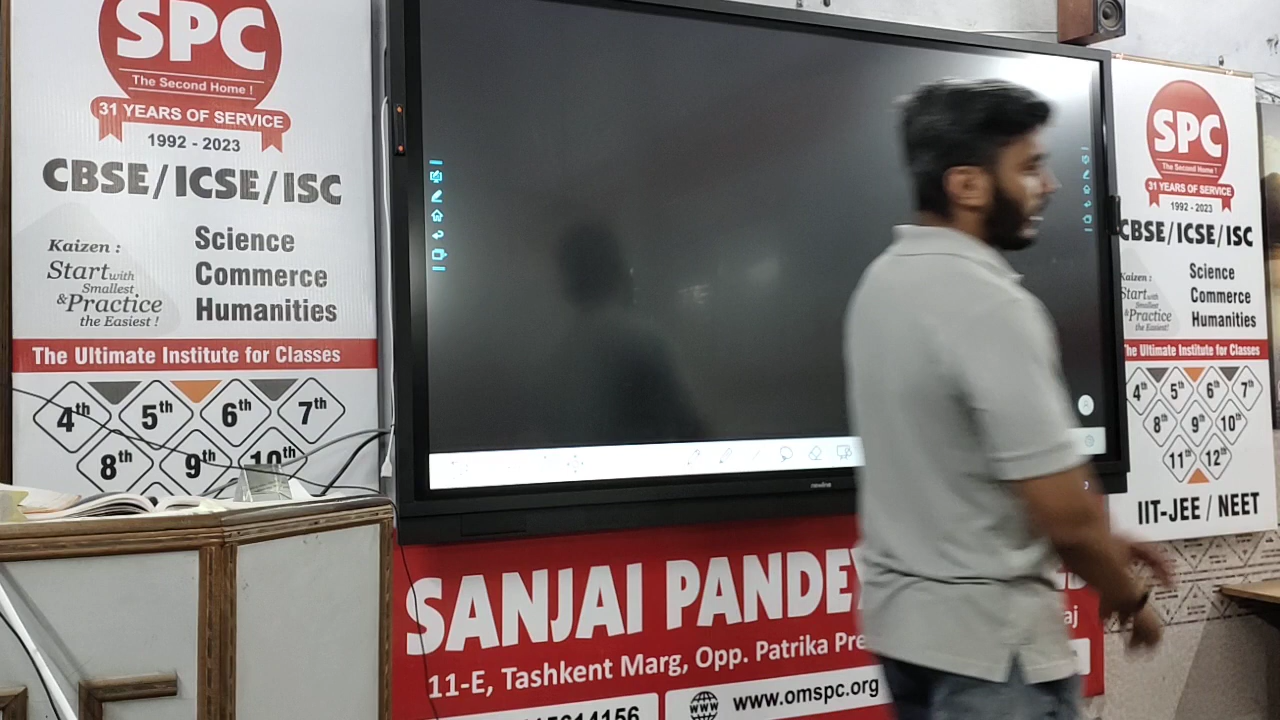 SPC
The Second Home !
31 YEARS OF SERVICE
1992 - 2023
CBSE/ICSE/ISC
Kaizen :
Start with
Smallest
& Practice
the Easiest !
Science
Commerce
Humanities
The Ultimate Institute for Classes
4th 5th 6th 7th
8th 9th 10th
newline
SANJAI PANDEY
11-E, Tashkent Marg, Opp. Patrika
www.omspc.org
SPC
The Second Home !
31 YEARS OF SERVICE
1992 - 2023
CBSE/ICSE/ISC
Kaizen :
Start with
Smallest
& Practice
the Easiest!
Science
Commerce
Humanities
The Ultimate Institute for Classes
4th 5th 6th 7th
8th 9th 10th
11th 12th
IIT-JEE / NEET